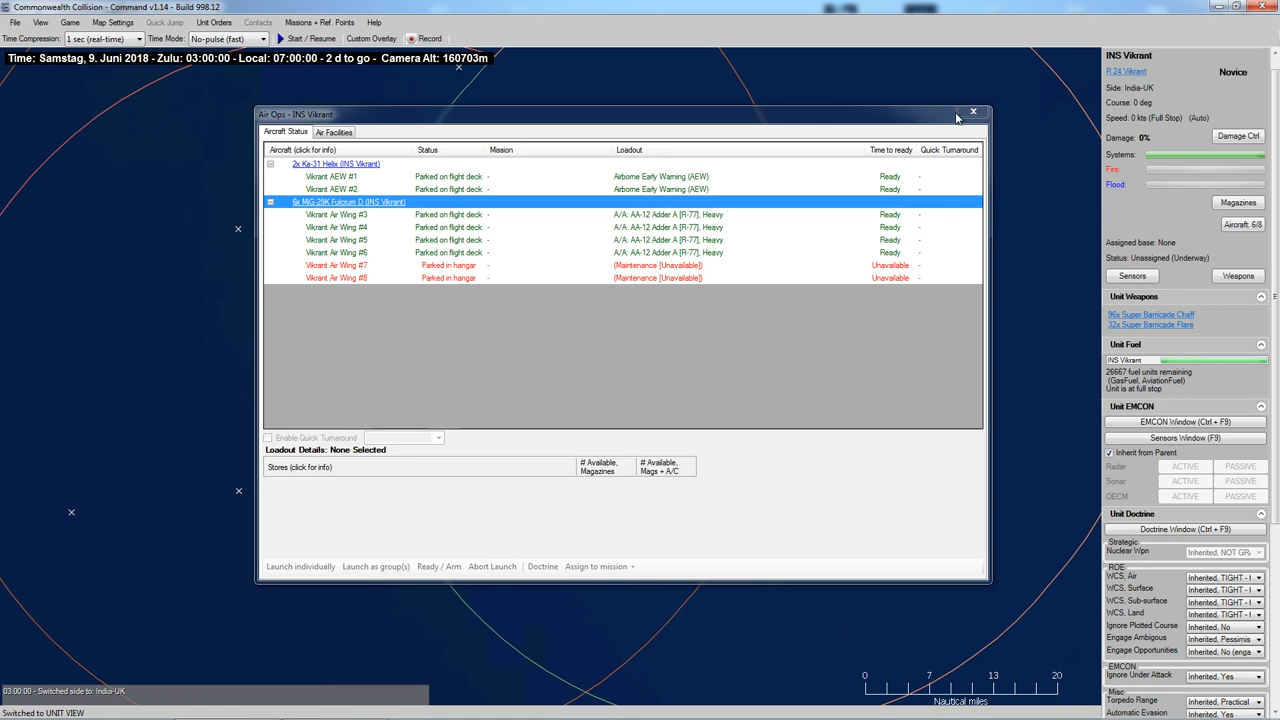 Commonwealth Collision - Command v1.14 - Build 998.12
File View Game Map Settings Quick Jump Unit Orders Contacts Missions + Ref. Points Help
Time Compression: 1 sec (real-time) Time Mode: No-pulse (fast) Start / Resume Custom Overlay Record
Time: Samstag, 9. Juni 2018 - Zulu: 03:00:00 - Local: 07:00:00 - 2 d to go - Camera Alt: 160703m
Air Ops - INS Vikrant
Aircraft Status Air Facilities
Aircraft (click for info) Status Mission Loadout Time to ready Quick Turnaround
2x Ka-31 Helix (INS Vikrant)
Vikrant AEW #1 Parked on flight deck - Airborne Early Warning (AEW) Ready -
Vikrant AEW #2 Parked on flight deck - Airborne Early Warning (AEW) Ready -
6x MiG-29K Fulcrum D (INS Vikrant)
Vikrant Air Wing #3 Parked on flight deck - A/A: AA-12 Adder A [R-77], Heavy Ready -
Vikrant Air Wing #4 Parked on flight deck - A/A: AA-12 Adder A [R-77], Heavy Ready -
Vikrant Air Wing #5 Parked on flight deck - A/A: AA-12 Adder A [R-77], Heavy Ready -
Vikrant Air Wing #6 Parked on flight deck - A/A: AA-12 Adder A [R-77], Heavy Ready -
Vikrant Air Wing #7 Parked in hangar - (Maintenance [Unavailable]) Unavailable -
Vikrant Air Wing #8 Parked in hangar - (Maintenance [Unavailable]) Unavailable -
Enable Quick Turnaround
Loadout Details: None Selected
Stores (click for info) # Available, Magazines # Available, Mags + A/C
Launch individually Launch as group(s) Ready / Arm Abort Launch Doctrine Assign to mission
INS Vikrant
R 24 Vikrant Novice
Side: India-UK
Course: 0 deg
Speed: 0 kts (Full Stop) (Auto)
Damage: 0% Damage Ctrl
Systems:
Fire:
Flood:
Magazines
Aircraft: 6/8
Assigned base: None
Status: Unassigned (Underway)
Sensors Weapons
Unit Weapons
96x Super Barricade Chaff
32x Super Barricade Flare
Unit Fuel
INS Vikrant
26667 fuel units remaining
(GasFuel, AviationFuel)
Unit is at full stop
Unit EMCON
EMCON Window (Ctrl + F9)
Sensors Window (F9)
Inherit from Parent
Radar ACTIVE PASSIVE
Sonar ACTIVE PASSIVE
OECM ACTIVE PASSIVE
Unit Doctrine
Doctrine Window (Ctrl + F9)
Strategic
Nuclear Wpn Inherited, NOT GR
ROE
WCS, Air Inherited, TIGHT -
WCS, Surface Inherited, TIGHT -
WCS, Sub-surface Inherited, TIGHT -
WCS, Land Inherited, TIGHT -
Ignore Plotted Course Inherited, No
Engage Ambiguous Inherited, Pessimis
Engage Opportunities Inherited, No (enga
EMCON
Ignore Under Attack Inherited, Yes
Misc
Torpedo Range Inherited, Practical
Automatic Evasion Inherited, Yes
0 7 13 20
Nautical miles
03:00:00 - Switched side to: India-UK
Switched to UNIT VIEW